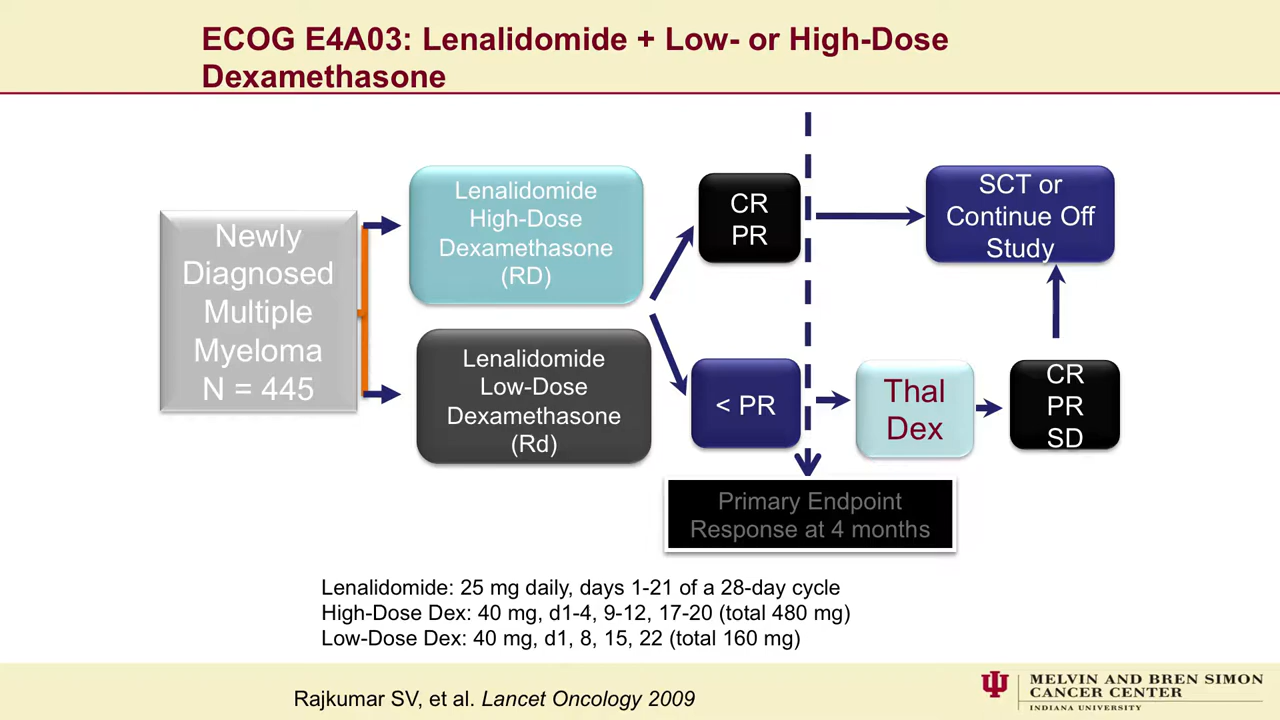 ECOG E4A03: Lenalidomide + Low- or High-Dose
Dexamethasone
Newly
Diagnosed
Multiple
Myeloma
N = 445
Lenalidomide
High-Dose
Dexamethasone
(RD)
Lenalidomide
Low-Dose
Dexamethasone
(Rd)
CR
PR
< PR
SCT or
Continue Off
Study
Thal
Dex
CR
PR
SD
Primary Endpoint
Response at 4 months
Lenalidomide: 25 mg daily, days 1-21 of a 28-day cycle
High-Dose Dex: 40 mg, d1-4, 9-12, 17-20 (total 480 mg)
Low-Dose Dex: 40 mg, d1, 8, 15, 22 (total 160 mg)
Rajkumar SV, et al. Lancet Oncology 2009
MELVIN AND BREN SIMON
CANCER CENTER
INDIANA UNIVERSITY